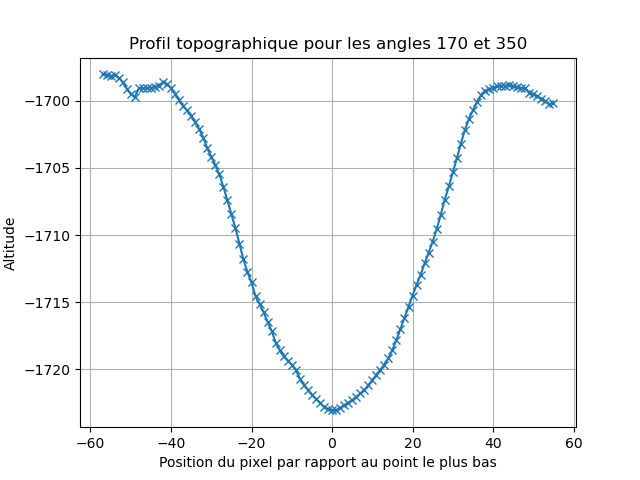 Profil topographique pour les angles 170 et 350
Altitude
−1700
−1705
−1710
−1715
−1720
−60 −40 −20 0 20 40 60
Position du pixel par rapport au point le plus bas